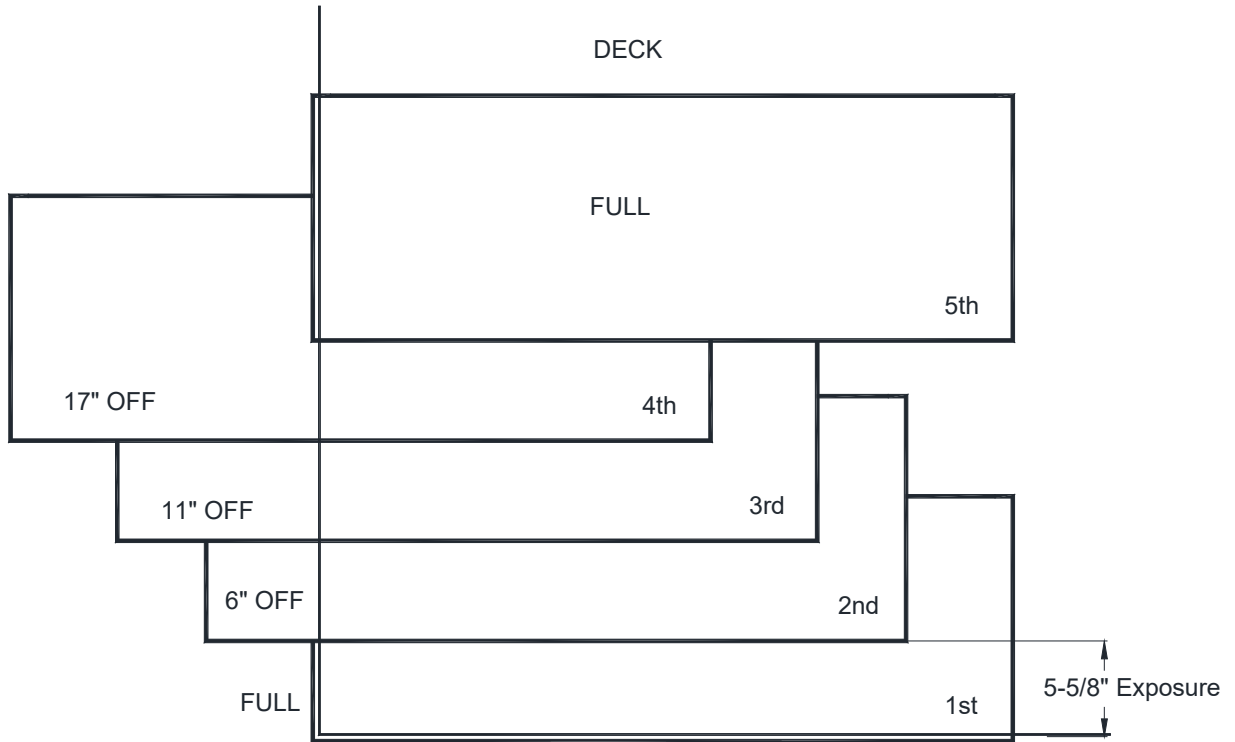 DECK
FULL
5th
17" OFF
4th
11" OFF
3rd
6" OFF
2nd
5-5/8" Exposure
FULL
1st